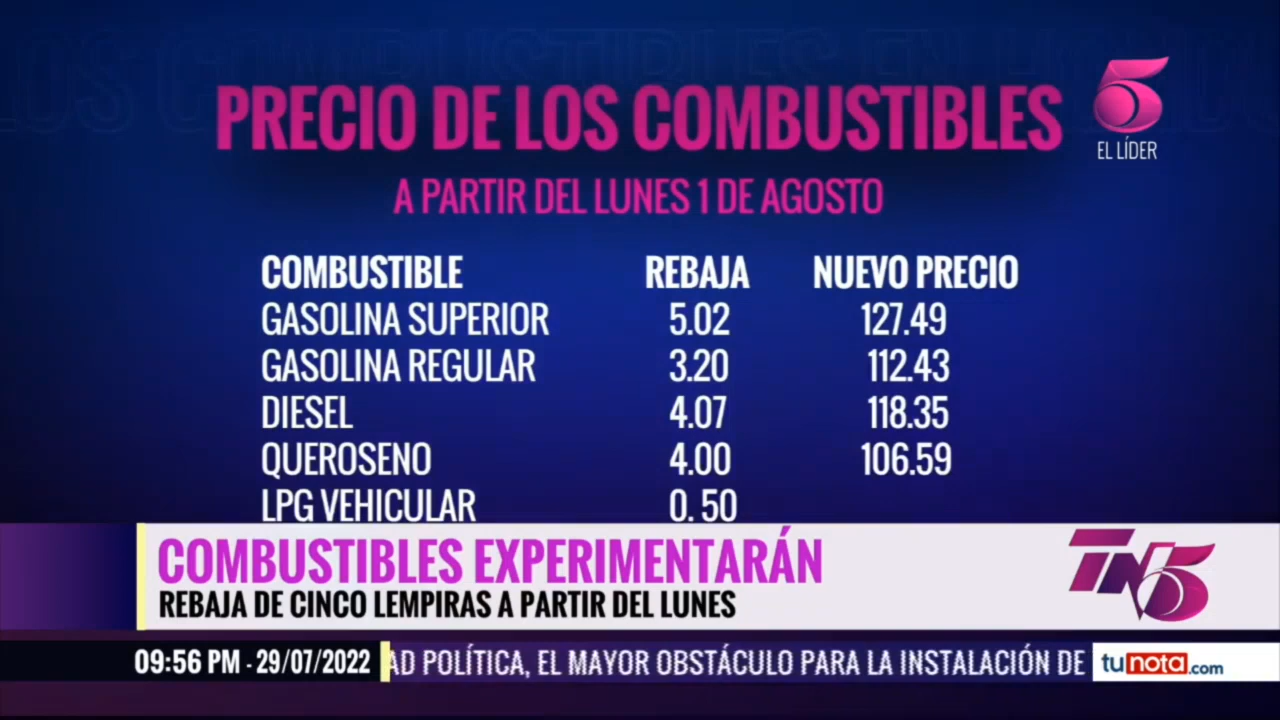 PRECIO DE LOS COMBUSTIBLES
5
EL LÍDER
A PARTIR DEL LUNES 1 DE AGOSTO
COMBUSTIBLE REBAJA NUEVO PRECIO
GASOLINA SUPERIOR 5.02 127.49
GASOLINA REGULAR 3.20 112.43
DIESEL 4.07 118.35
QUEROSENO 4.00 106.59
LPG VEHICULAR 0. 50
COMBUSTIBLES EXPERIMENTARÁN
REBAJA DE CINCO LEMPIRAS A PARTIR DEL LUNES
TN5
09:56 PM - 29/07/2022 AD POLÍTICA, EL MAYOR OBSTÁCULO PARA LA INSTALACIÓN DE tunota.com